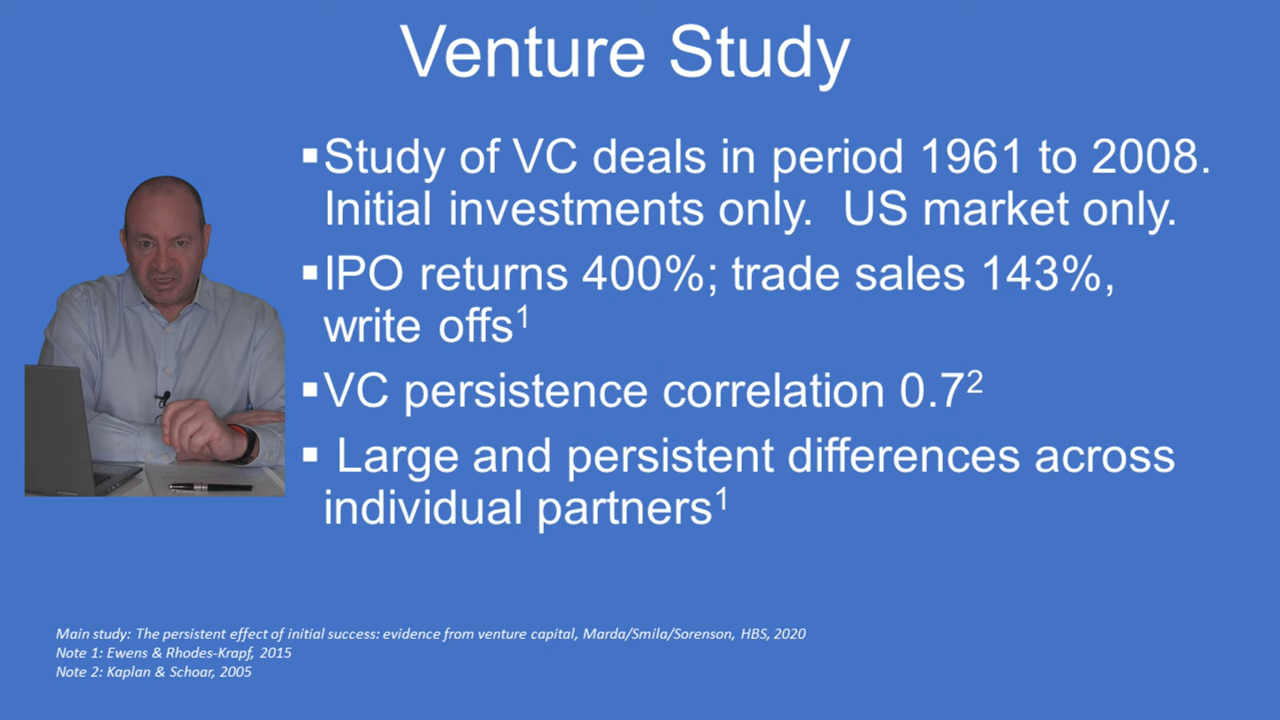 Venture Study
▪Study of VC deals in period 1961 to 2008.
Initial investments only.  US market only.
▪IPO returns 400%; trade sales 143%,
write offs¹
▪VC persistence correlation 0.7²
▪ Large and persistent differences across
individual partners¹
Main study: The persistent effect of initial success: evidence from venture capital, Marda/Smila/Sorenson, HBS, 2020
Note 1: Ewens & Rhodes-Krapf, 2015
Note 2: Kaplan & Schoar, 2005